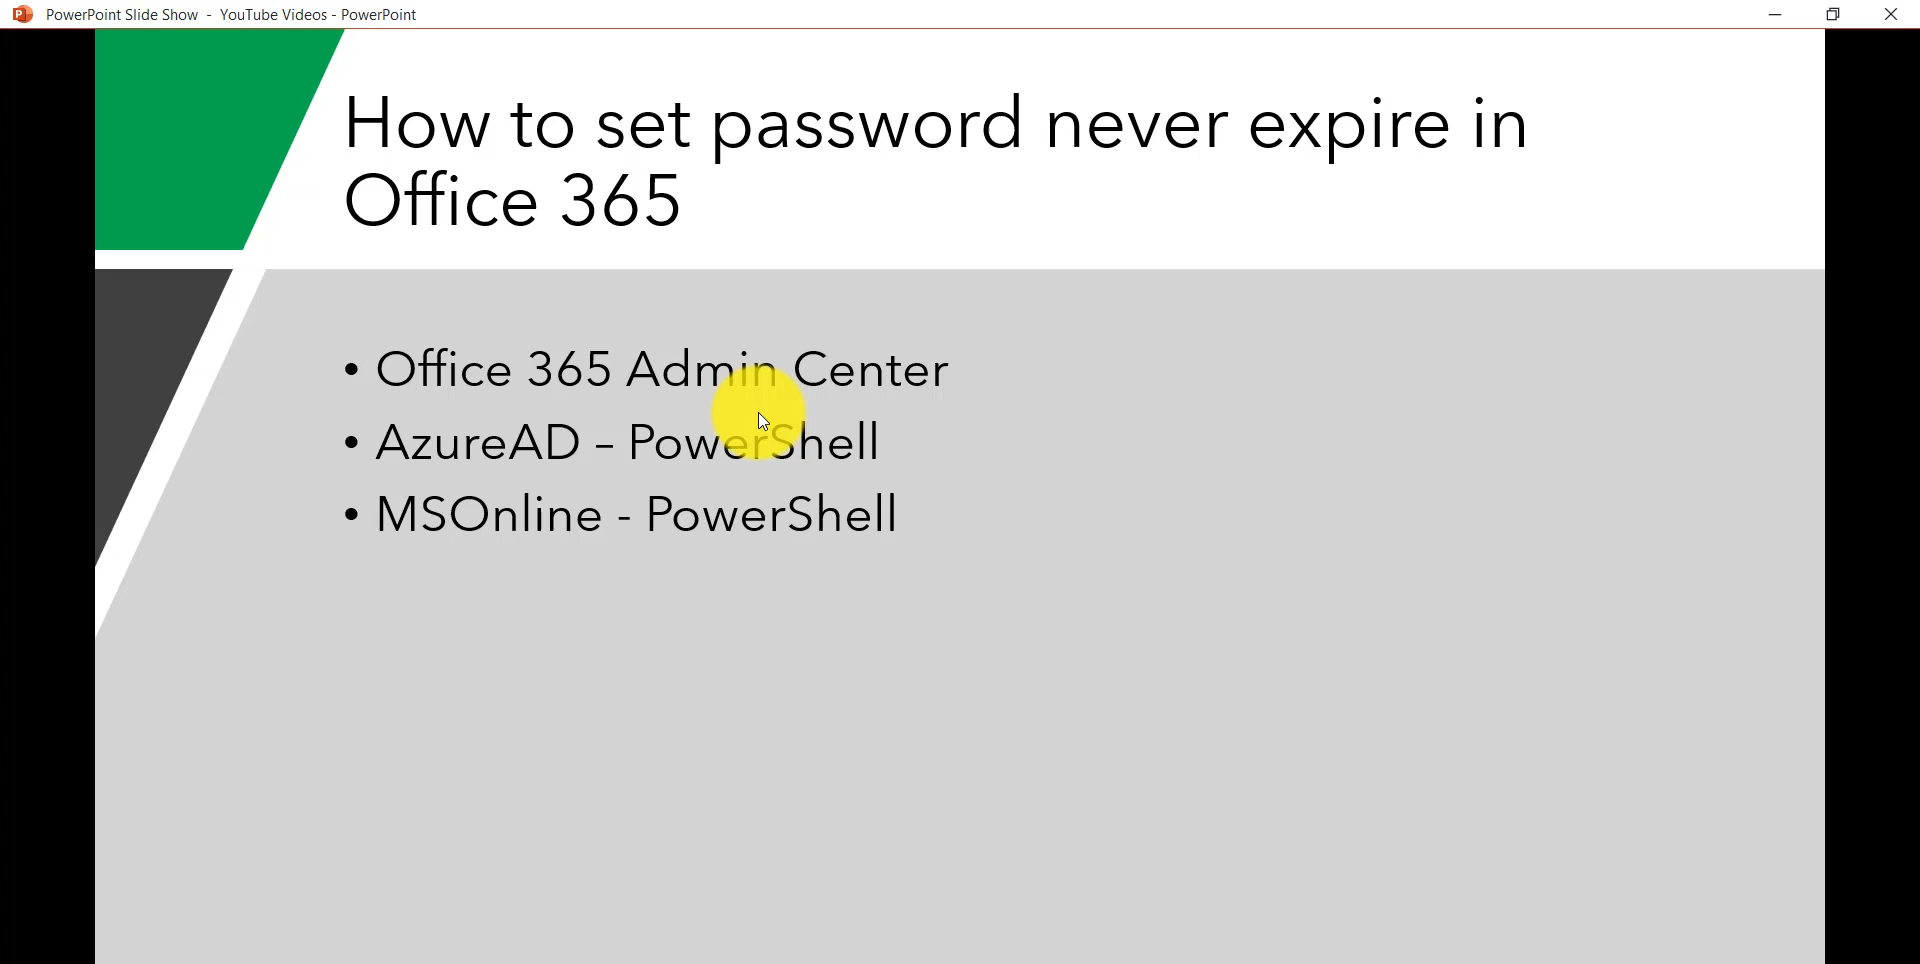 PowerPoint Slide Show - YouTube Videos - PowerPoint
How to set password never expire in
Office 365
• Office 365 Admin Center
• AzureAD – PowerShell
• MSOnline - PowerShell